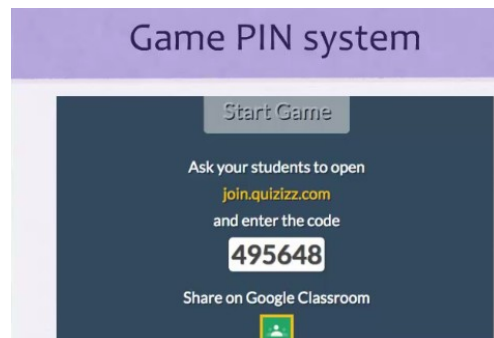 Game PIN system
Start Game
Ask your students to open
join.quizizz.com
and enter the code
495648
Share on Google Classroom